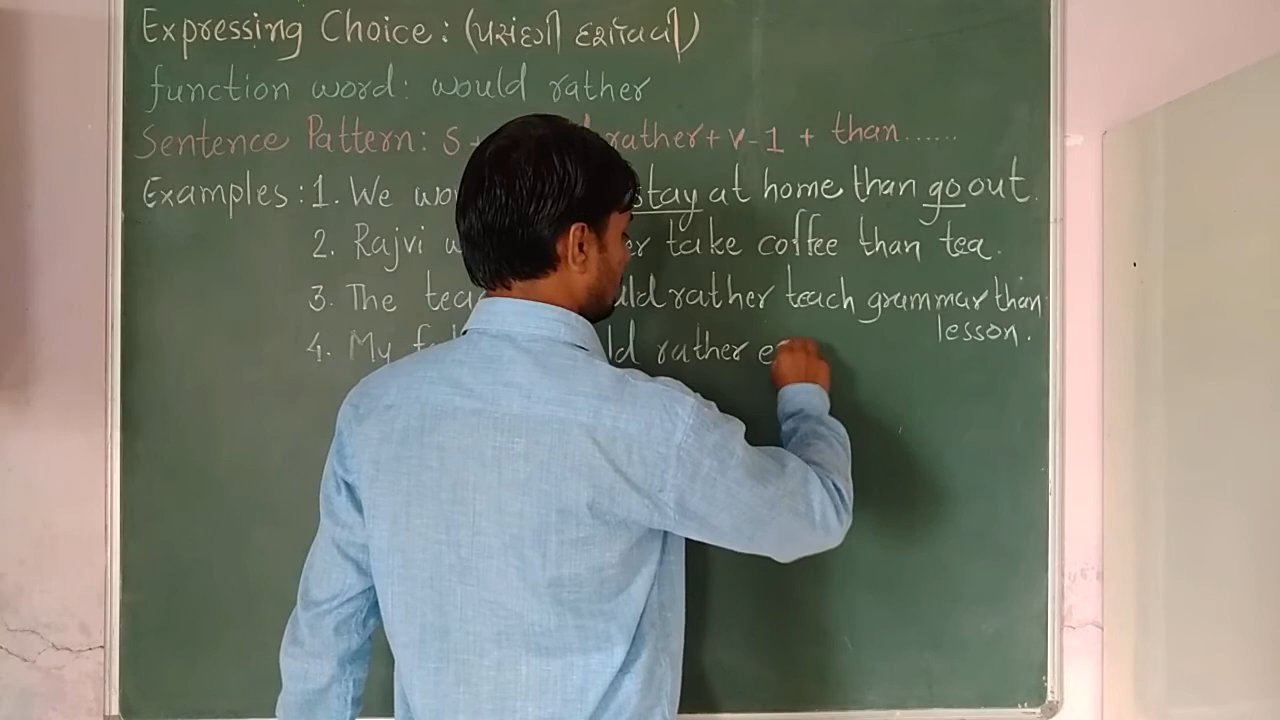 Expressing Choice: (પસંદગી દર્શાવવી)
function word: would rather
Sentence Pattern: S + rather + v-1 + than......
Examples: 1. We stay at home than go out.
2. Rajvi take coffee than tea.
3. The rather teach grammar than
lesson.
4. My rather